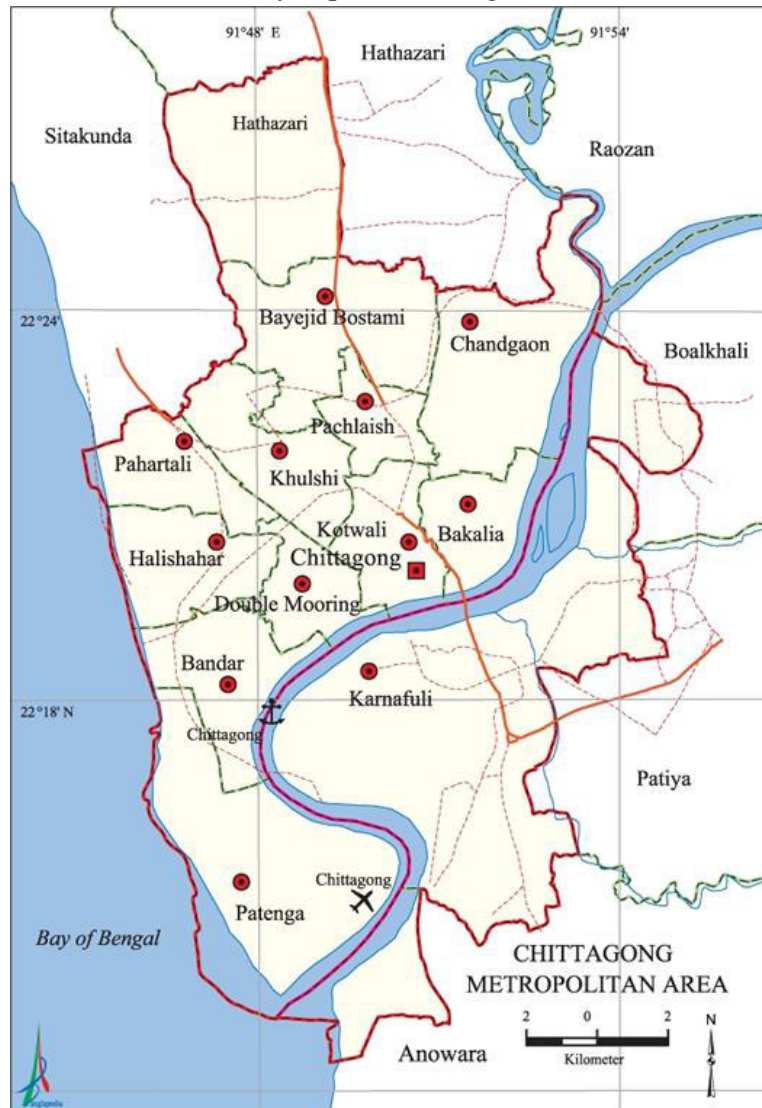 91°48' E
91°54'
Hathazari
Hathazari
Sitakunda
Raozan
22°24'
Bayejid Bostami
Chandgaon
Boalkhali
Pachlaish
Pahartali
Khulshi
Kotwali
Bakalia
Halishahar
Chittagong
Double Mooring
Bandar
Karnafuli
22°18' N
Chittagong
Patiya
Chittagong
Patenga
Bay of Bengal
CHITTAGONG
METROPOLITAN AREA
2 0 2
Kilometer
N
Anowara